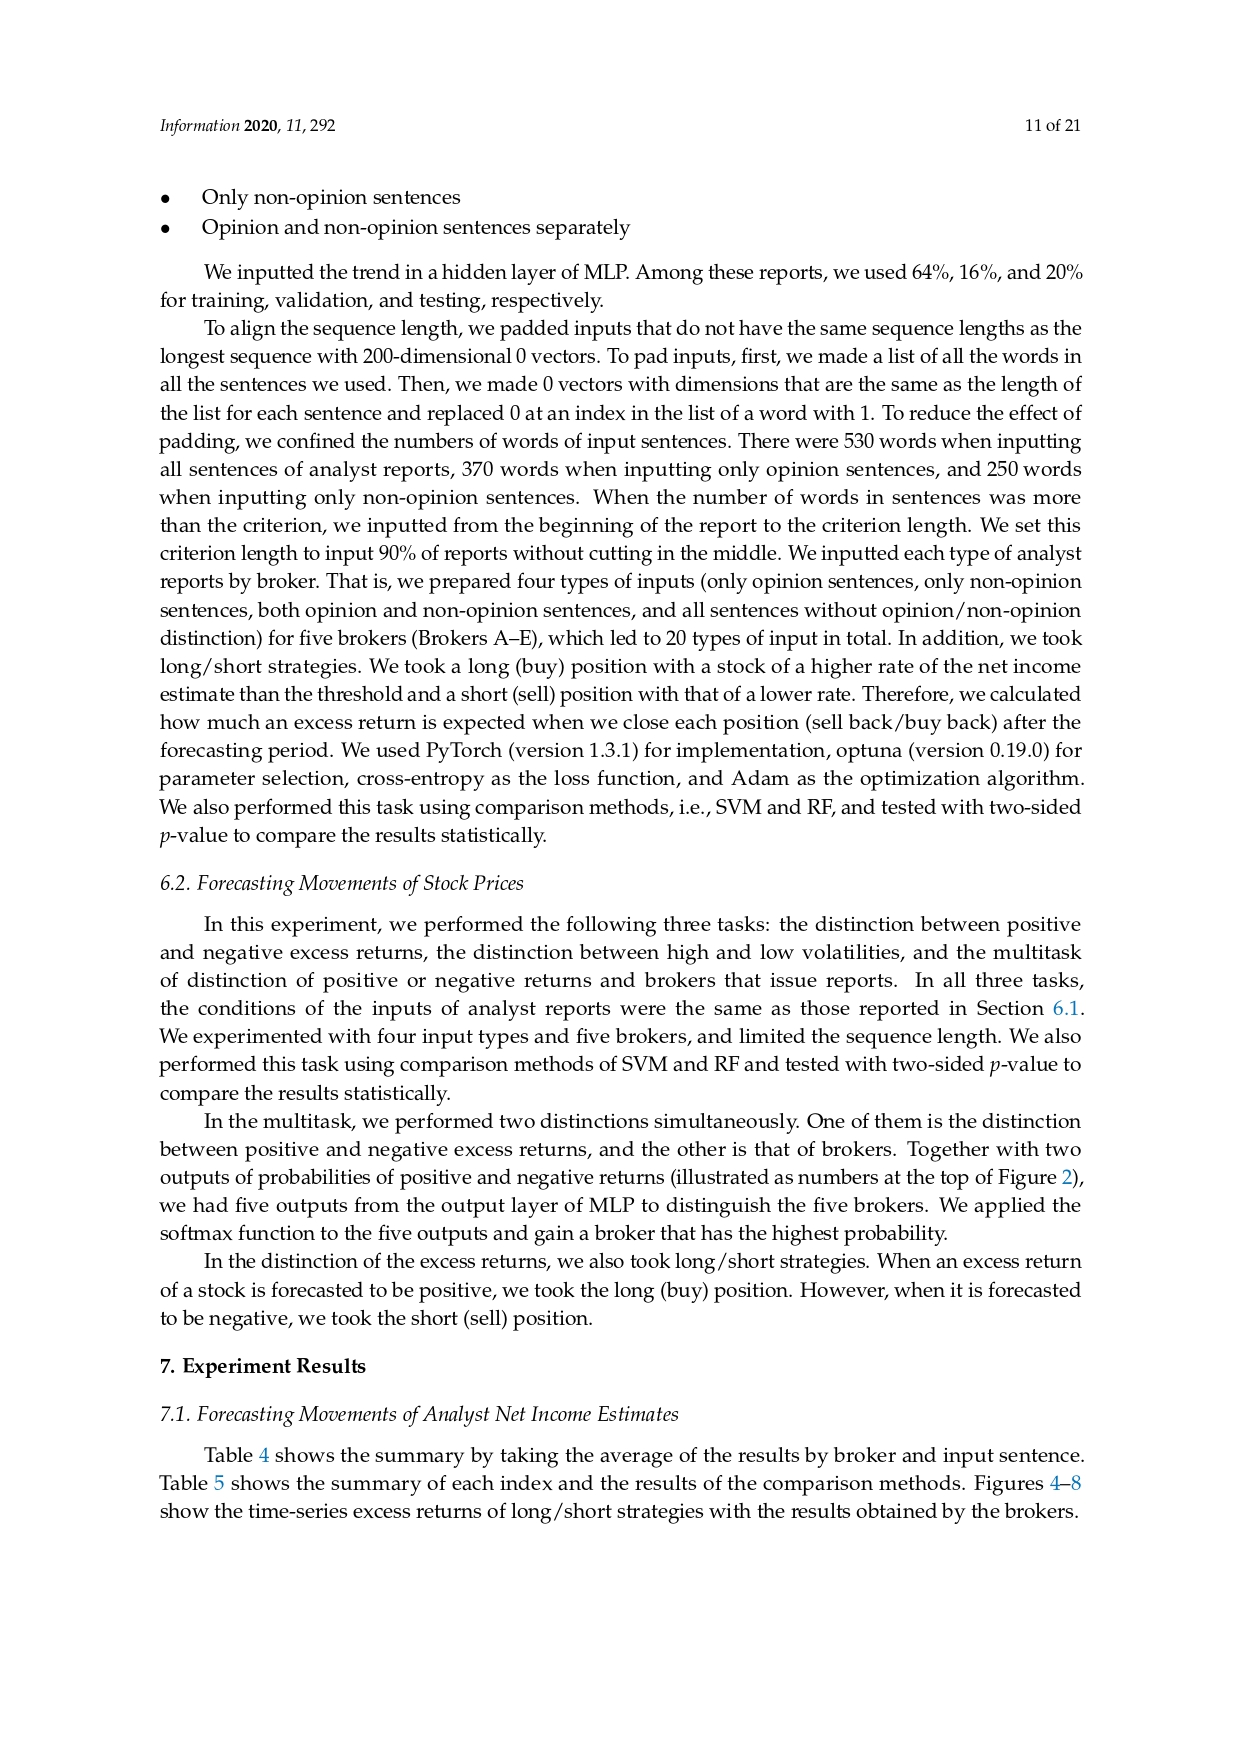 Information 2020, 11, 292 11 of 21
• Only non-opinion sentences
• Opinion and non-opinion sentences separately
We inputted the trend in a hidden layer of MLP. Among these reports, we used 64%, 16%, and 20%
for training, validation, and testing, respectively.
To align the sequence length, we padded inputs that do not have the same sequence lengths as the
longest sequence with 200-dimensional 0 vectors. To pad inputs, first, we made a list of all the words in
all the sentences we used. Then, we made 0 vectors with dimensions that are the same as the length of
the list for each sentence and replaced 0 at an index in the list of a word with 1. To reduce the effect of
padding, we confined the numbers of words of input sentences. There were 530 words when inputting
all sentences of analyst reports, 370 words when inputting only opinion sentences, and 250 words
when inputting only non-opinion sentences. When the number of words in sentences was more
than the criterion, we inputted from the beginning of the report to the criterion length. We set this
criterion length to input 90% of reports without cutting in the middle. We inputted each type of analyst
reports by broker. That is, we prepared four types of inputs (only opinion sentences, only non-opinion
sentences, both opinion and non-opinion sentences, and all sentences without opinion/non-opinion
distinction) for five brokers (Brokers A–E), which led to 20 types of input in total. In addition, we took
long/short strategies. We took a long (buy) position with a stock of a higher rate of the net income
estimate than the threshold and a short (sell) position with that of a lower rate. Therefore, we calculated
how much an excess return is expected when we close each position (sell back/buy back) after the
forecasting period. We used PyTorch (version 1.3.1) for implementation, optuna (version 0.19.0) for
parameter selection, cross-entropy as the loss function, and Adam as the optimization algorithm.
We also performed this task using comparison methods, i.e., SVM and RF, and tested with two-sided
p-value to compare the results statistically.
6.2. Forecasting Movements of Stock Prices
In this experiment, we performed the following three tasks: the distinction between positive
and negative excess returns, the distinction between high and low volatilities, and the multitask
of distinction of positive or negative returns and brokers that issue reports. In all three tasks,
the conditions of the inputs of analyst reports were the same as those reported in Section 6.1.
We experimented with four input types and five brokers, and limited the sequence length. We also
performed this task using comparison methods of SVM and RF and tested with two-sided p-value to
compare the results statistically.
In the multitask, we performed two distinctions simultaneously. One of them is the distinction
between positive and negative excess returns, and the other is that of brokers. Together with two
outputs of probabilities of positive and negative returns (illustrated as numbers at the top of Figure 2),
we had five outputs from the output layer of MLP to distinguish the five brokers. We applied the
softmax function to the five outputs and gain a broker that has the highest probability.
In the distinction of the excess returns, we also took long/short strategies. When an excess return
of a stock is forecasted to be positive, we took the long (buy) position. However, when it is forecasted
to be negative, we took the short (sell) position.
7. Experiment Results
7.1. Forecasting Movements of Analyst Net Income Estimates
Table 4 shows the summary by taking the average of the results by broker and input sentence.
Table 5 shows the summary of each index and the results of the comparison methods. Figures 4–8
show the time-series excess returns of long/short strategies with the results obtained by the brokers.